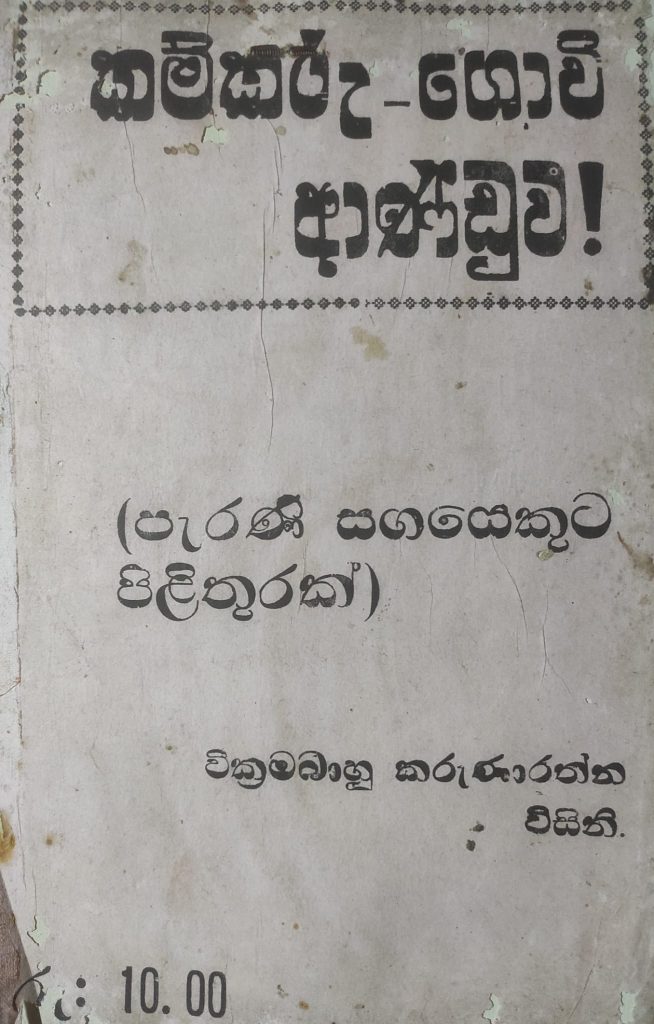 කම්කරු - ගොවි
ආණ්ඩුව!
(පැරණි සගයෙකුට
පිළිතුරක්)
වික්‍රමබාහු කරුණාරත්න
විසිනි.
රු: 10.00